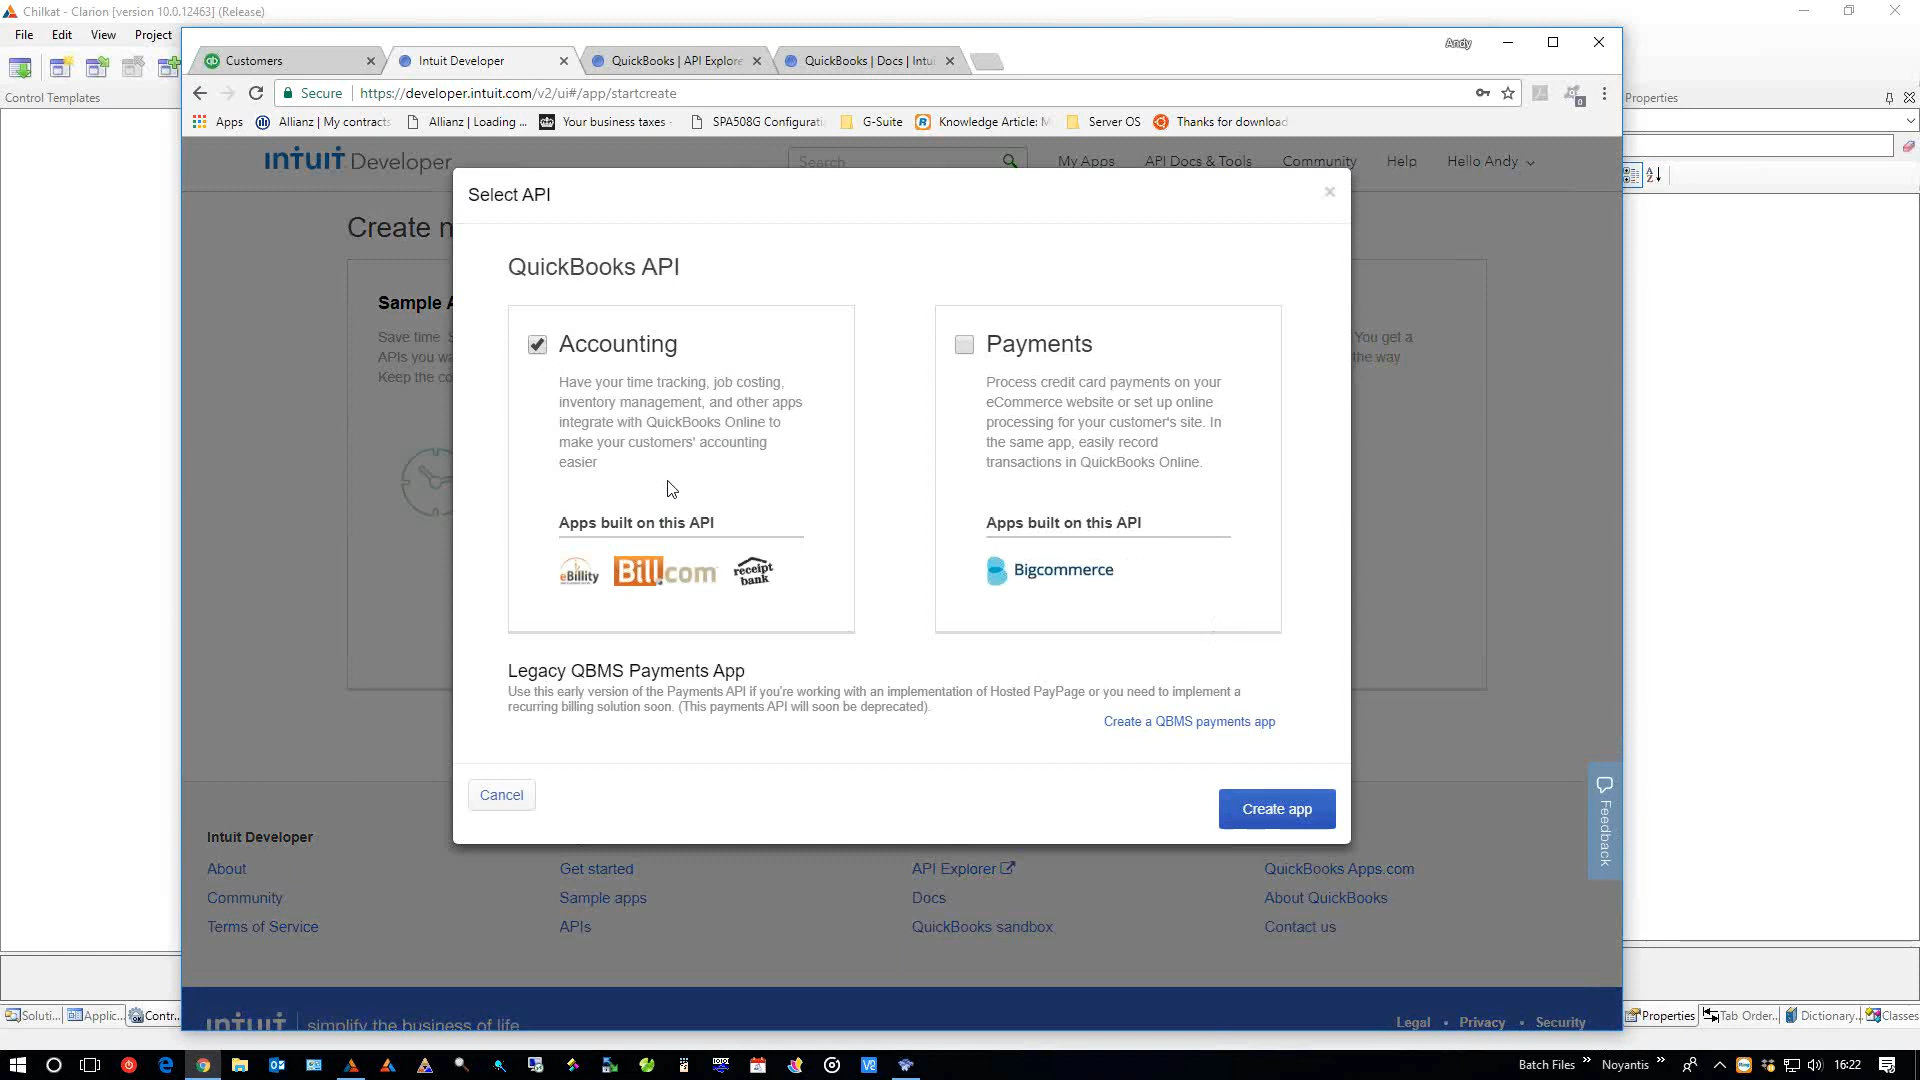 Chilkat - Clarion [version 10.0.12463] (Release)
File Edit View Project
Control Templates
Customers
Intuit Developer
QuickBooks | API Explore
QuickBooks | Docs | Intu
Andy
Secure
https://developer.intuit.com/v2/ui#/app/startcreate
Apps
Allianz | My contract
Allianz | Loading ...
Your business taxes
SPA508G Configurati
G-Suite
Knowledge Article: M
Server OS
Thanks for download
Properties
ıntuıt Developer
Search
My Apps
API Docs & Tools
Community
Help
Hello Andy
Create n
Sample A
Save time
APIs you wa
Keep the co
You get a
the way
Select API
×
QuickBooks API
Accounting
Have your time tracking, job costing,
inventory management, and other apps
integrate with QuickBooks Online to
make your customers' accounting
easier
Apps built on this API
eBillity
Bill.com
receipt bank
Payments
Process credit card payments on your
eCommerce website or set up online
processing for your customer's site. In
the same app, easily record
transactions in QuickBooks Online.
Apps built on this API
Bigcommerce
Legacy QBMS Payments App
Use this early version of the Payments API if you're working with an implementation of Hosted PayPage or you need to implement a
recurring billing solution soon. (This payments API will soon be deprecated).
Create a QBMS payments app
Cancel
Create app
Feedback
Intuit Developer
About
Community
Terms of Service
Get started
Sample apps
APIs
API Explorer
Docs
QuickBooks sandbox
QuickBooks Apps.com
About QuickBooks
Contact us
ıntuıt simplify the business of life
Legal • Privacy • Security
Soluti...
Applic...
Contr...
Properties
Tab Order...
Dictionary...
Classes
Batch Files »
Noyantis »
16:22